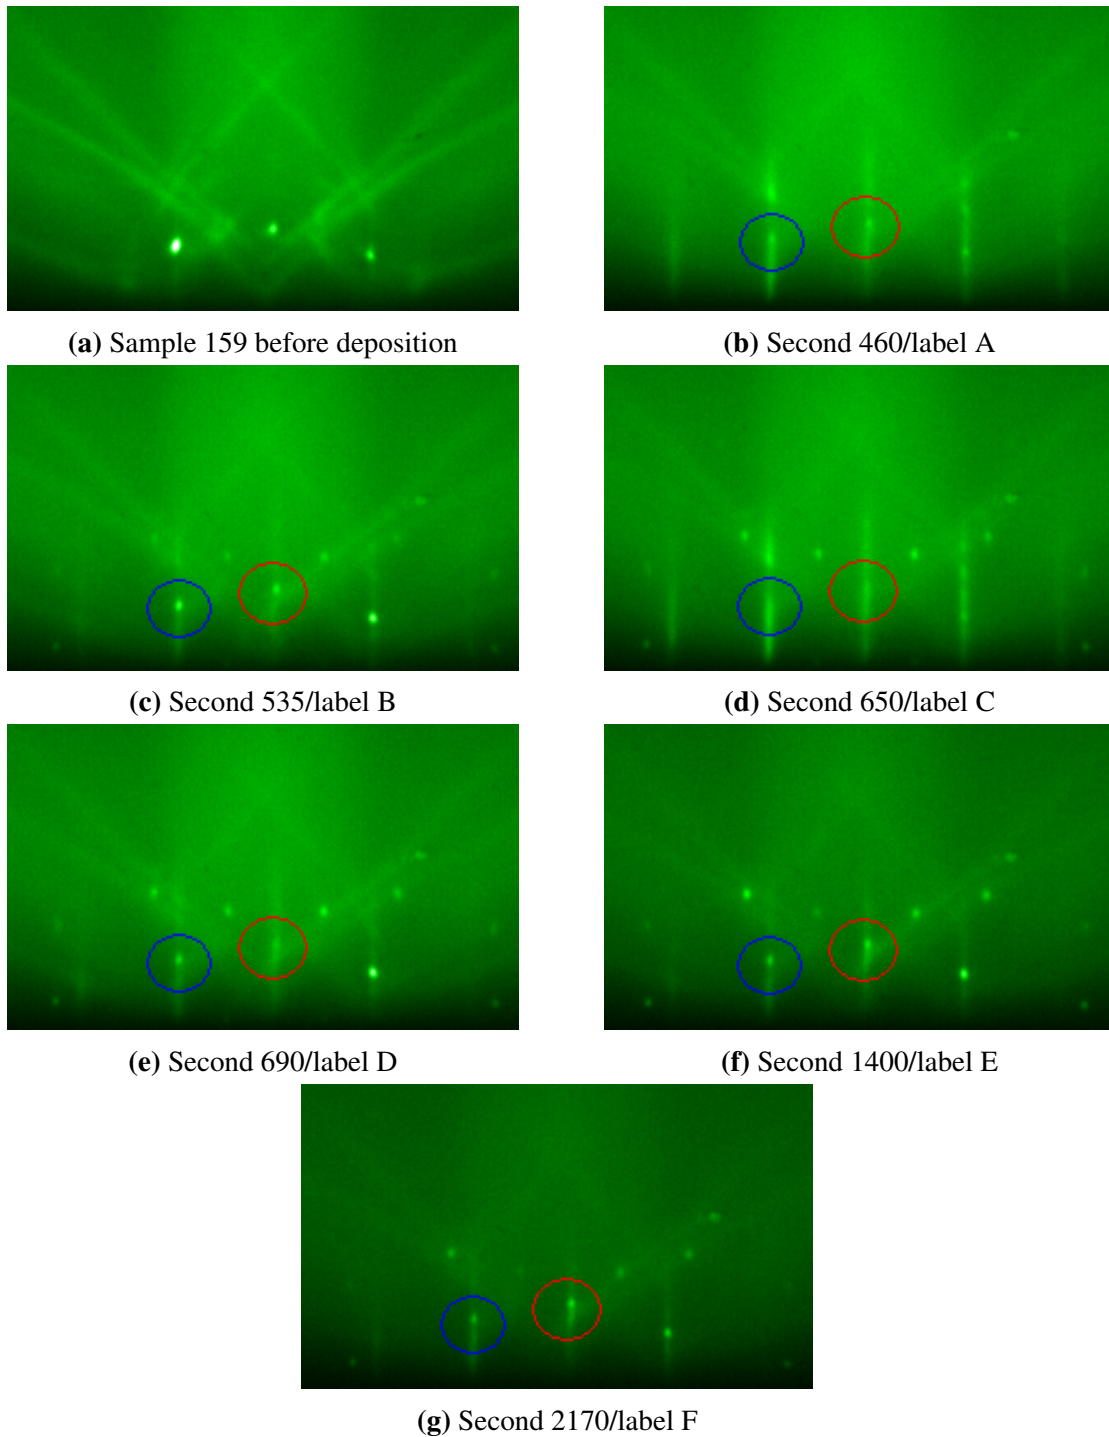 (a) Sample 159 before deposition
(b) Second 460/label A
(c) Second 535/label B
(d) Second 650/label C
(e) Second 690/label D
(f) Second 1400/label E
(g) Second 2170/label F